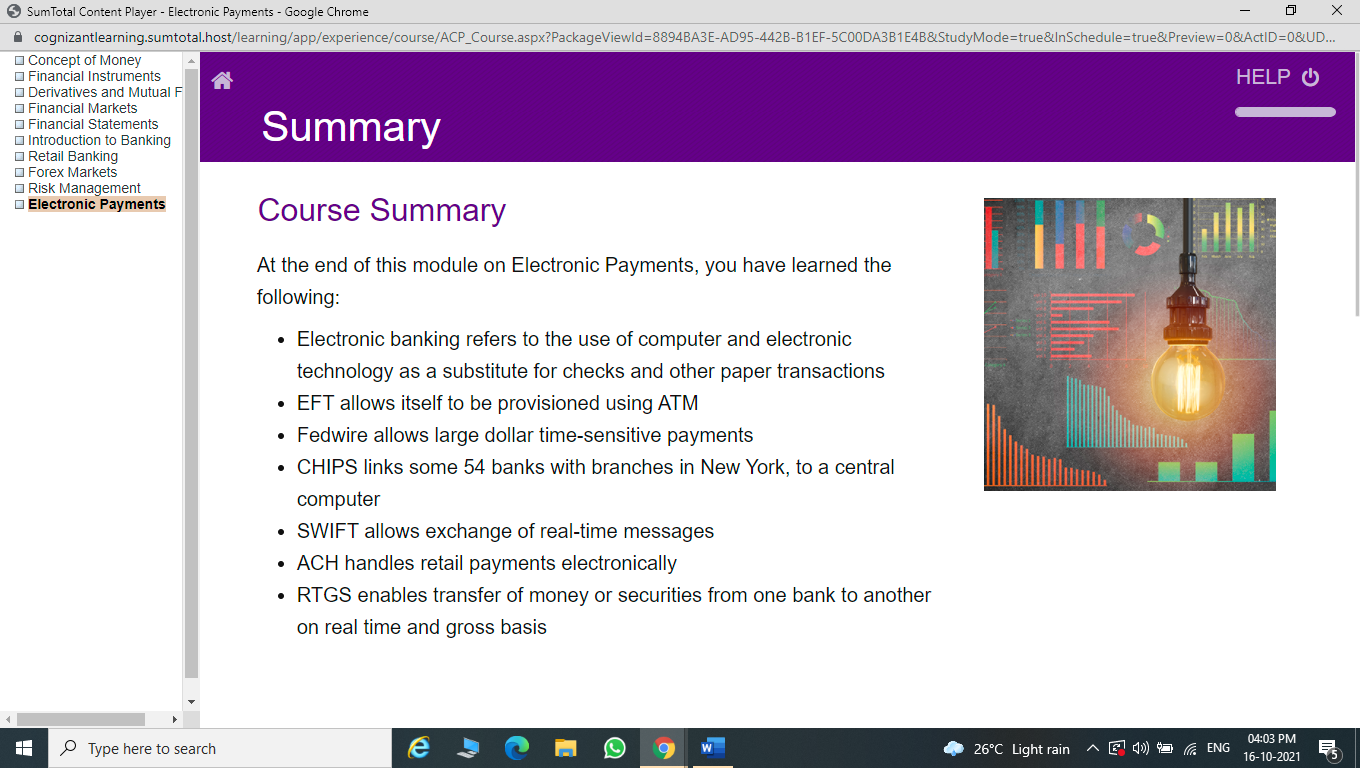 SumTotal Content Player - Electronic Payments - Google Chrome
cognizantlearning.sumtotal.host/learning/app/experience/course/ACP_Course.aspx?PackageViewId=8894BA3E-AD95-442B-B1EF-5C00DA3B1E4B&StudyMode=true&InSchedule=true&Preview=0&ActID=0&UD...
Concept of Money
Financial Instruments
Derivatives and Mutual F
Financial Markets
Financial Statements
Introduction to Banking
Retail Banking
Forex Markets
Risk Management
Electronic Payments
HELP
Summary
Course Summary
At the end of this module on Electronic Payments, you have learned the
following:
• Electronic banking refers to the use of computer and electronic
technology as a substitute for checks and other paper transactions
• EFT allows itself to be provisioned using ATM
• Fedwire allows large dollar time-sensitive payments
• CHIPS links some 54 banks with branches in New York, to a central
computer
• SWIFT allows exchange of real-time messages
• ACH handles retail payments electronically
• RTGS enables transfer of money or securities from one bank to another
on real time and gross basis
Type here to search
26°C Light rain
ENG
04:03 PM
16-10-2021
5